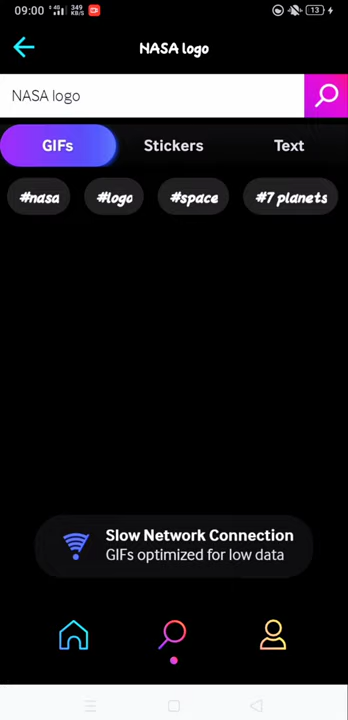 09:00 4G 349 KB/S 13
NASA logo
NASA logo
GIFs Stickers Text
#nasa #logo #space #7 planets
Slow Network Connection
GIFs optimized for low data